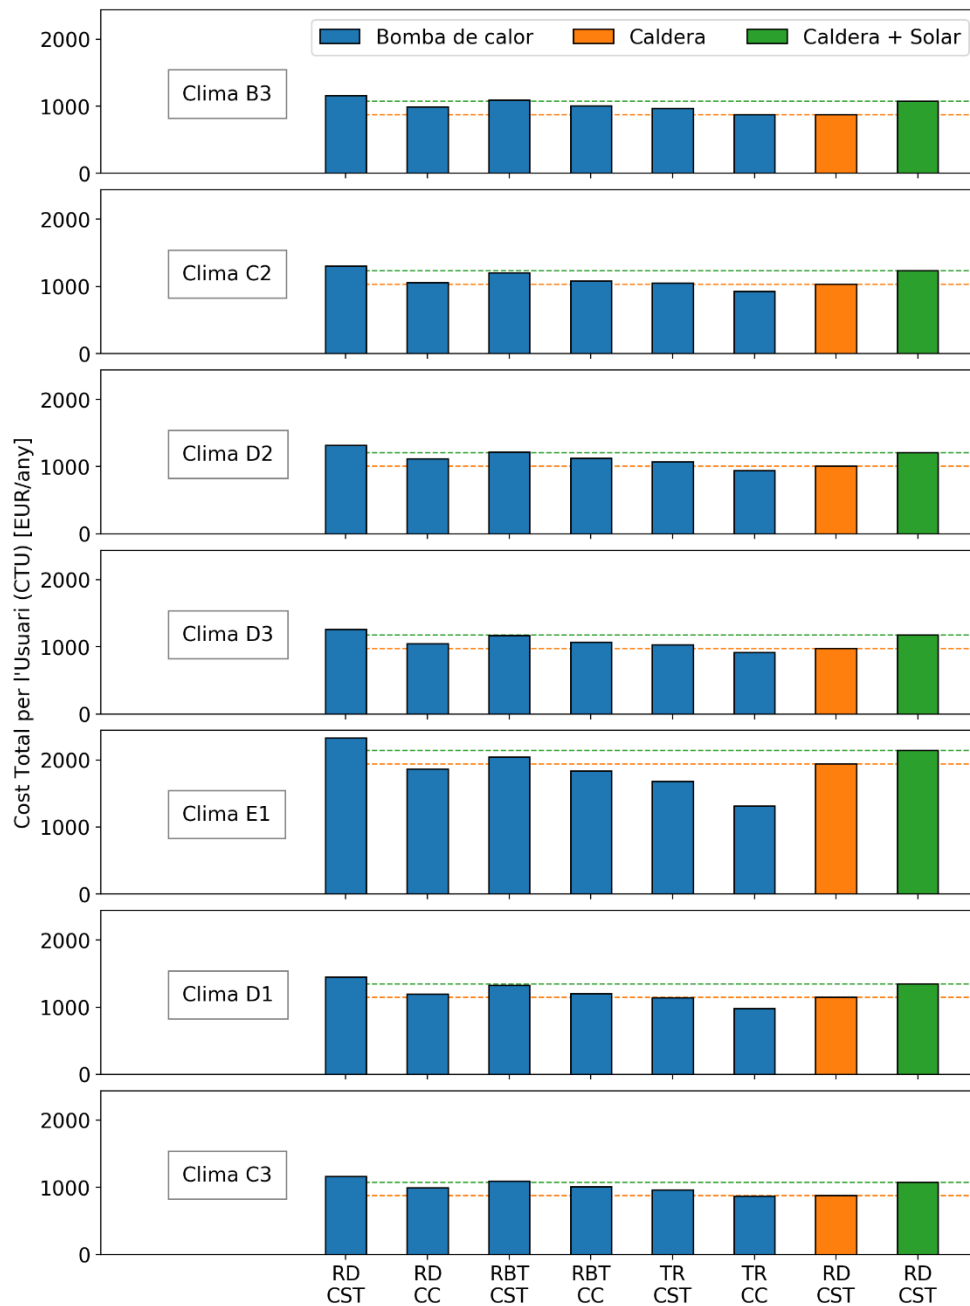 Cost Total per l'Usuari (CTU) [EUR/any]
Bomba de calor Caldera Caldera + Solar
2000
1000
0
Clima B3
2000
1000
0
Clima C2
2000
1000
0
Clima D2
2000
1000
0
Clima D3
2000
1000
0
Clima E1
2000
1000
0
Clima D1
2000
1000
0
Clima C3
RD RD RBT RBT TR TR RD RD
CST CC CST CC CST CC CST CST